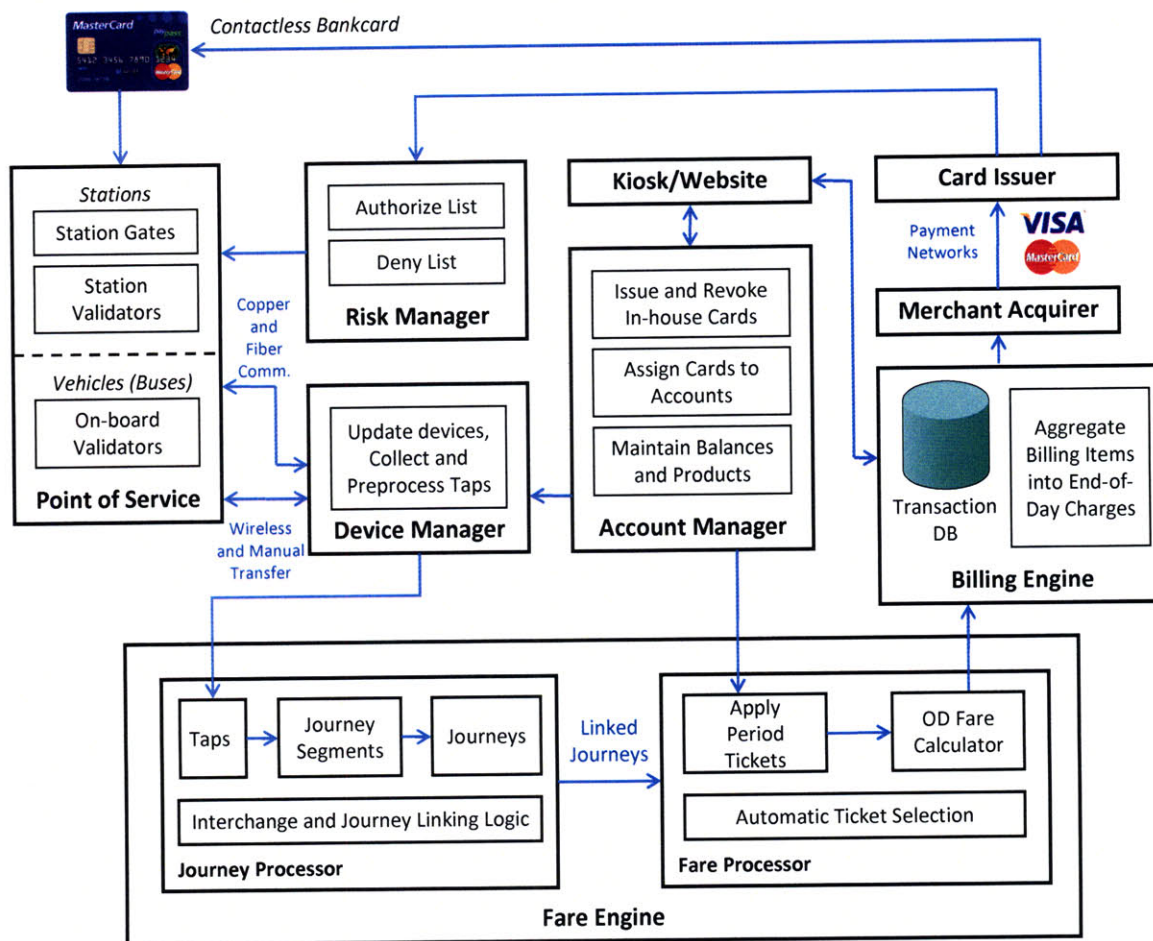 MasterCard
Contactless Bankcard
5412 3456 7890 1234
MasterCard
Stations
Station Gates
Station
Validators
Vehicles (Buses)
On-board
Validators
Point of Service
Authorize List
Deny List
Risk Manager
Copper
and
Fiber
Comm.
Update devices,
Collect and
Preprocess Taps
Device Manager
Wireless
and Manual
Transfer
Kiosk/Website
Issue and Revoke
In-house Cards
Assign Cards to
Accounts
Maintain Balances
and Products
Account Manager
Card Issuer
Payment
Networks
VISA
MasterCard
Merchant Acquirer
Transaction
DB
Aggregate
Billing Items
into End-of-
Day Charges
Billing Engine
Taps
Journey
Segments
Journeys
Interchange and Journey Linking Logic
Journey Processor
Linked
Journeys
Apply
Period
Tickets
OD Fare
Calculator
Automatic Ticket Selection
Fare Processor
Fare Engine